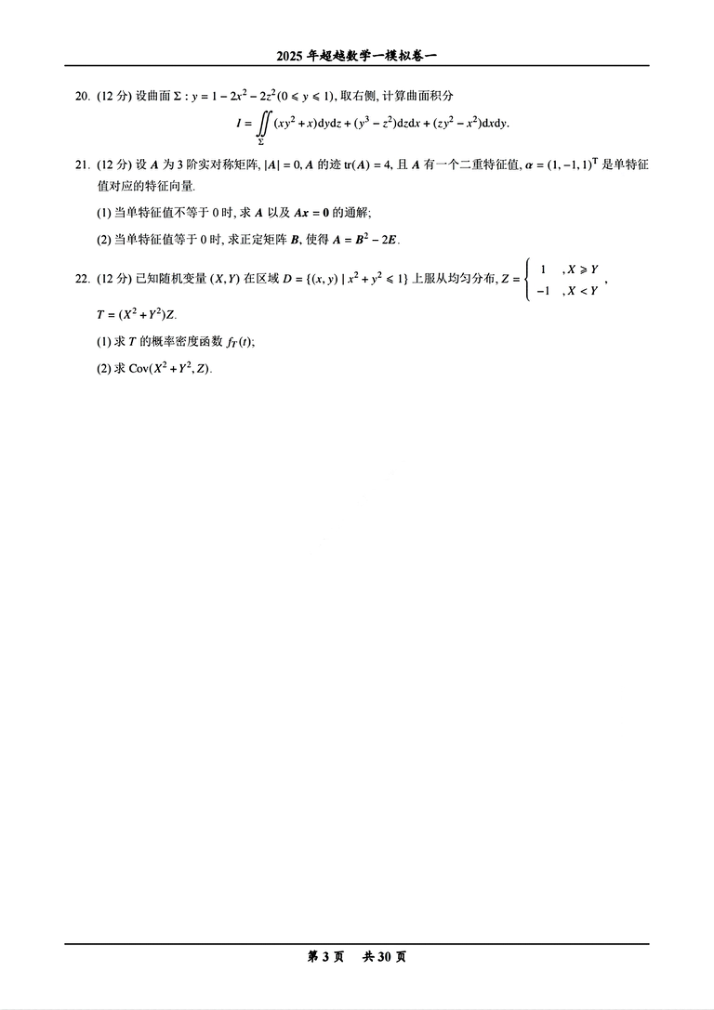 2025 年超越数学一模拟卷一
20. (12 分) 设曲面 Σ : y = 1 − 2x² − 2z² (0 ⩽ y ⩽ 1), 取右侧, 计算曲面积分
I = ∬_Σ (xy² + x)dydz + (y³ − z²)dzdx + (zy² − x²)dxdy.
21. (12 分) 设 A 为 3 阶实对称矩阵, |A| = 0, A 的迹 tr(A) = 4, 且 A 有一个二重特征值, α = (1, −1, 1)ᵀ 是单特征
值对应的特征向量.
(1) 当单特征值不等于 0 时, 求 A 以及 Ax = 0 的通解;
(2) 当单特征值等于 0 时, 求正定矩阵 B, 使得 A = B² − 2E.
22. (12 分) 已知随机变量 (X, Y) 在区域 D = {(x, y) | x² + y² ⩽ 1} 上服从均匀分布, Z = { 1 , X ⩾ Y
−1 , X < Y ,
T = (X² + Y²)Z.
(1) 求 T 的概率密度函数 f_T(t);
(2) 求 Cov(X² + Y², Z).
第 3 页 共 30 页